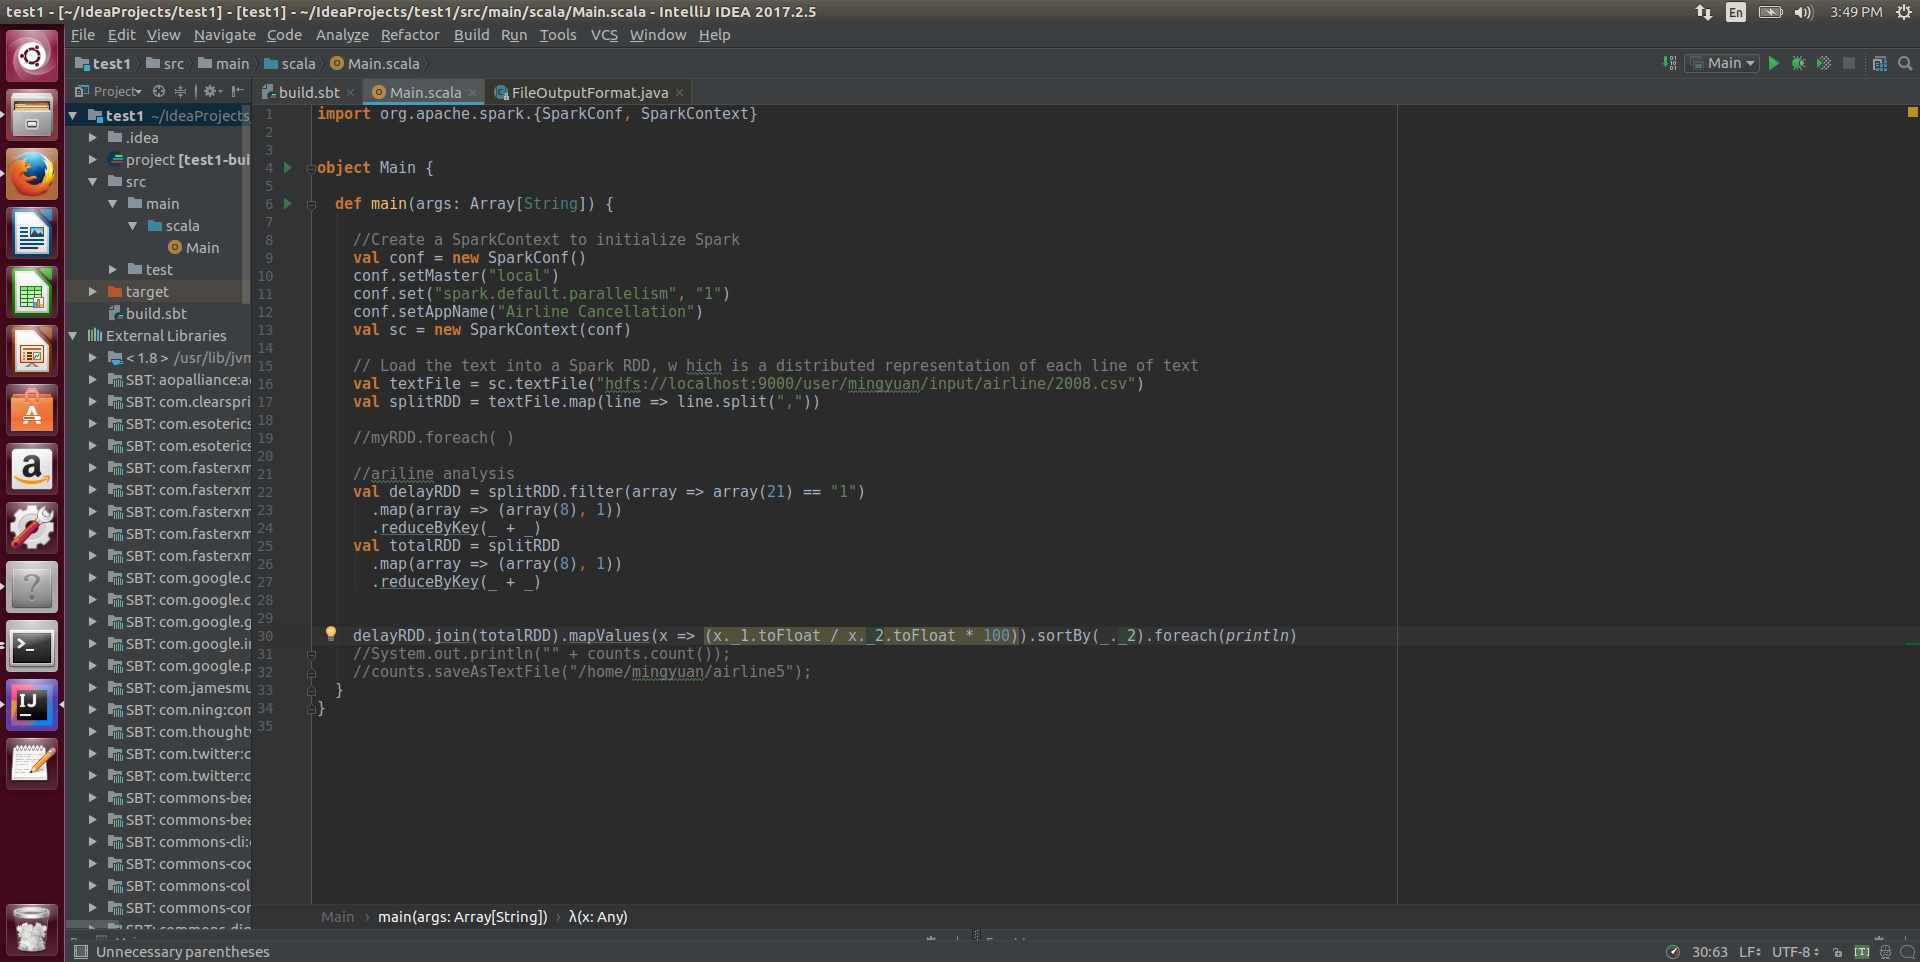 test1 - [~/IdeaProjects/test1] - [test1] - ~/IdeaProjects/test1/src/main/scala/Main.scala - IntelliJ IDEA 2017.2.5
En
3:49 PM
File Edit View Navigate Code Analyze Refactor Build Run Tools VCS Window Help
test1 src main scala Main.scala
Main
Project
build.sbt
Main.scala
FileOutputFormat.java
test1 ~/IdeaProjects
.idea
project [test1-bui
src
main
scala
Main
test
target
build.sbt
External Libraries
< 1.8 > /usr/lib/jvm
SBT: aopalliance:a
SBT: com.clearspri
SBT: com.esoterics
SBT: com.esoterics
SBT: com.fasterxm
SBT: com.fasterxm
SBT: com.fasterxm
SBT: com.fasterxm
SBT: com.fasterxm
SBT: com.google.c
SBT: com.google.c
SBT: com.google.g
SBT: com.google.in
SBT: com.google.p
SBT: com.jamesmu
SBT: com.ning:com
SBT: com.thought
SBT: com.twitter:c
SBT: com.twitter:c
SBT: commons-bea
SBT: commons-bea
SBT: commons-cli:
SBT: commons-co
SBT: commons-col
SBT: commons-con
1 import org.apache.spark.{SparkConf, SparkContext}
2
3
4 object Main {
5
6 def main(args: Array[String]) {
7
8 //Create a SparkContext to initialize Spark
9 val conf = new SparkConf()
10 conf.setMaster("local")
11 conf.set("spark.default.parallelism", "1")
12 conf.setAppName("Airline Cancellation")
13 val sc = new SparkContext(conf)
14
15 // Load the text into a Spark RDD, w hich is a distributed representation of each line of text
16 val textFile = sc.textFile("hdfs://localhost:9000/user/mingyuan/input/airline/2008.csv")
17 val splitRDD = textFile.map(line => line.split(","))
18
19 //myRDD.foreach( )
20
21 //ariline analysis
22 val delayRDD = splitRDD.filter(array => array(21) == "1")
23 .map(array => (array(8), 1))
24 .reduceByKey(_ + _)
25 val totalRDD = splitRDD
26 .map(array => (array(8), 1))
27 .reduceByKey(_ + _)
28
29
30 delayRDD.join(totalRDD).mapValues(x => (x._1.toFloat / x._2.toFloat * 100)).sortBy(_._2).foreach(println)
31 //System.out.println("" + counts.count());
32 //counts.saveAsTextFile("/home/mingyuan/airline5");
33 }
34 }
35
Main › main(args: Array[String]) › λ(x: Any)
Unnecessary parentheses
30:63 LF UTF-8 [T]